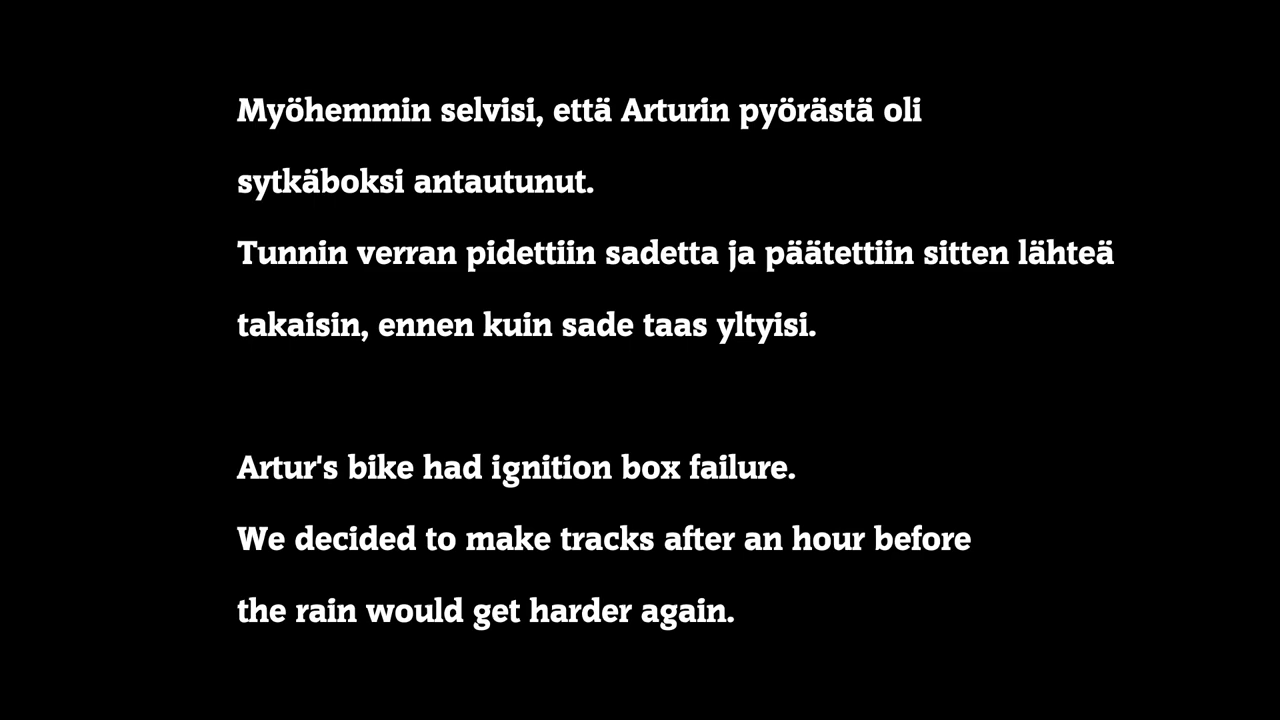 Myöhemmin selvisi, että Arturin pyörästä oli
sytkäboksi antautunut.
Tunnin verran pidettiin sadetta ja päätettiin sitten lähteä
takaisin, ennen kuin sade taas yltyisi.
Artur's bike had ignition box failure.
We decided to make tracks after an hour before
the rain would get harder again.